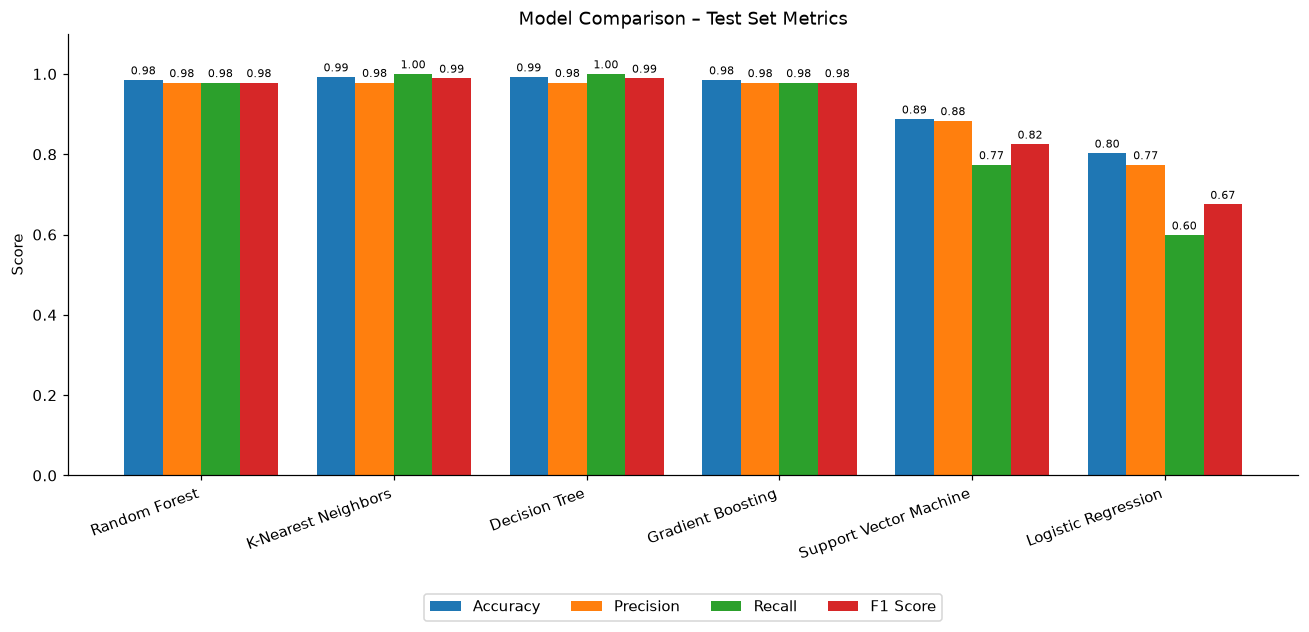 Model Comparison – Test Set Metrics
Score
1.0
0.8
0.6
0.4
0.2
0.0
0.98 0.98 0.98 0.98
0.99 0.98 1.00 0.99
0.99 0.98 1.00 0.99
0.98 0.98 0.98 0.98
0.89 0.88 0.77 0.82
0.80 0.77 0.60 0.67
Random Forest
K-Nearest Neighbors
Decision Tree
Gradient Boosting
Support Vector Machine
Logistic Regression
Accuracy Precision Recall F1 Score